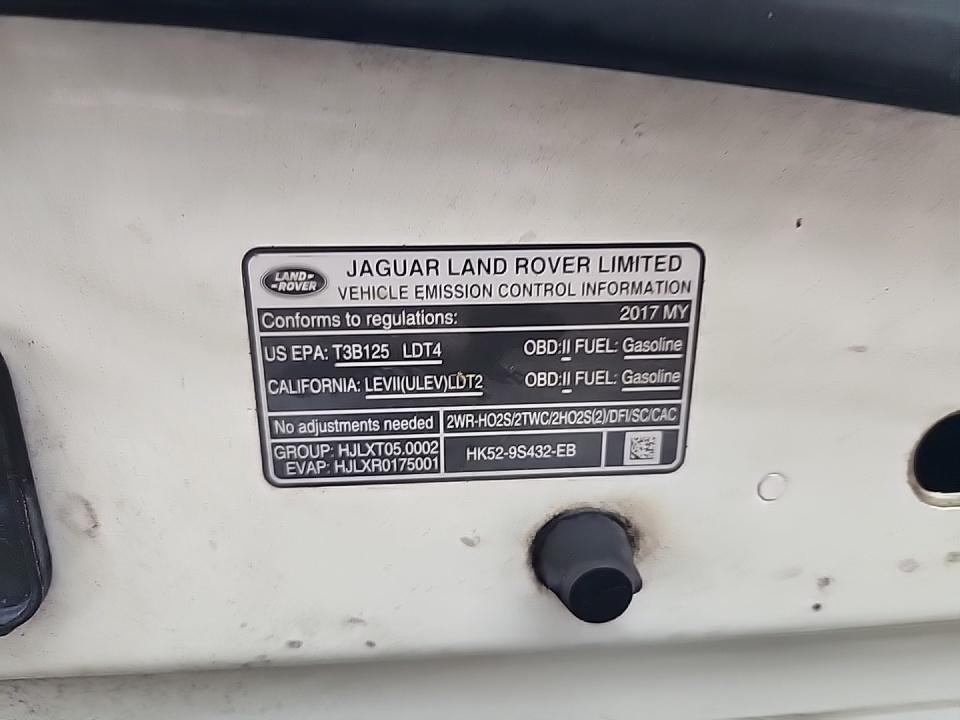 LAND-
-ROVER
JAGUAR LAND ROVER LIMITED
VEHICLE EMISSION CONTROL INFORMATION
Conforms to regulations: 2017 MY
US EPA: T3B125 LDT4 OBD:II FUEL: Gasoline
CALIFORNIA: LEVII(ULEV)LDT2 OBD:II FUEL: Gasoline
No adjustments needed 2WR-HO2S/2TWC/2HO2S(2)/DFI/SC/CAC
GROUP: HJLXT05.0002
EVAP: HJLXR0175001
HK52-9S432-EB